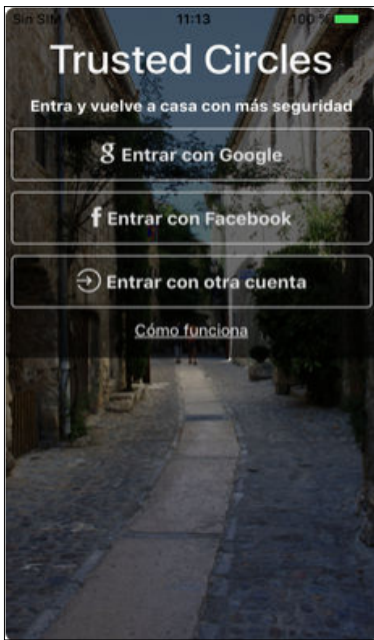 Sin SIM 11:13 100 %
Trusted Circles
Entra y vuelve a casa con más seguridad
g Entrar con Google
f Entrar con Facebook
Entrar con otra cuenta
Cómo funciona